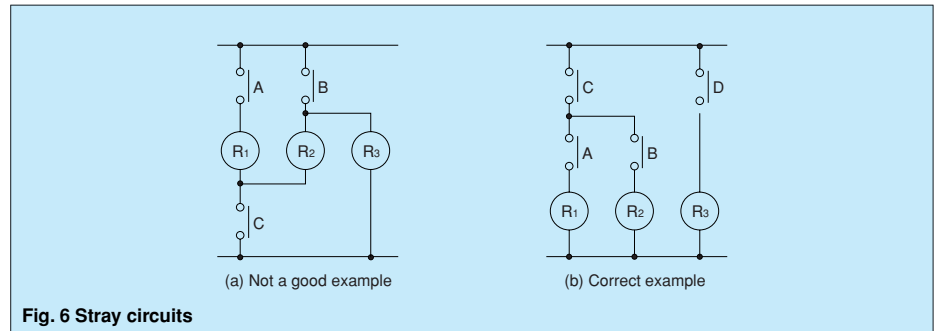 A
B
R1
R2
R3
C
(a) Not a good example
C
D
A
B
R1
R2
R3
(b) Correct example
Fig. 6 Stray circuits